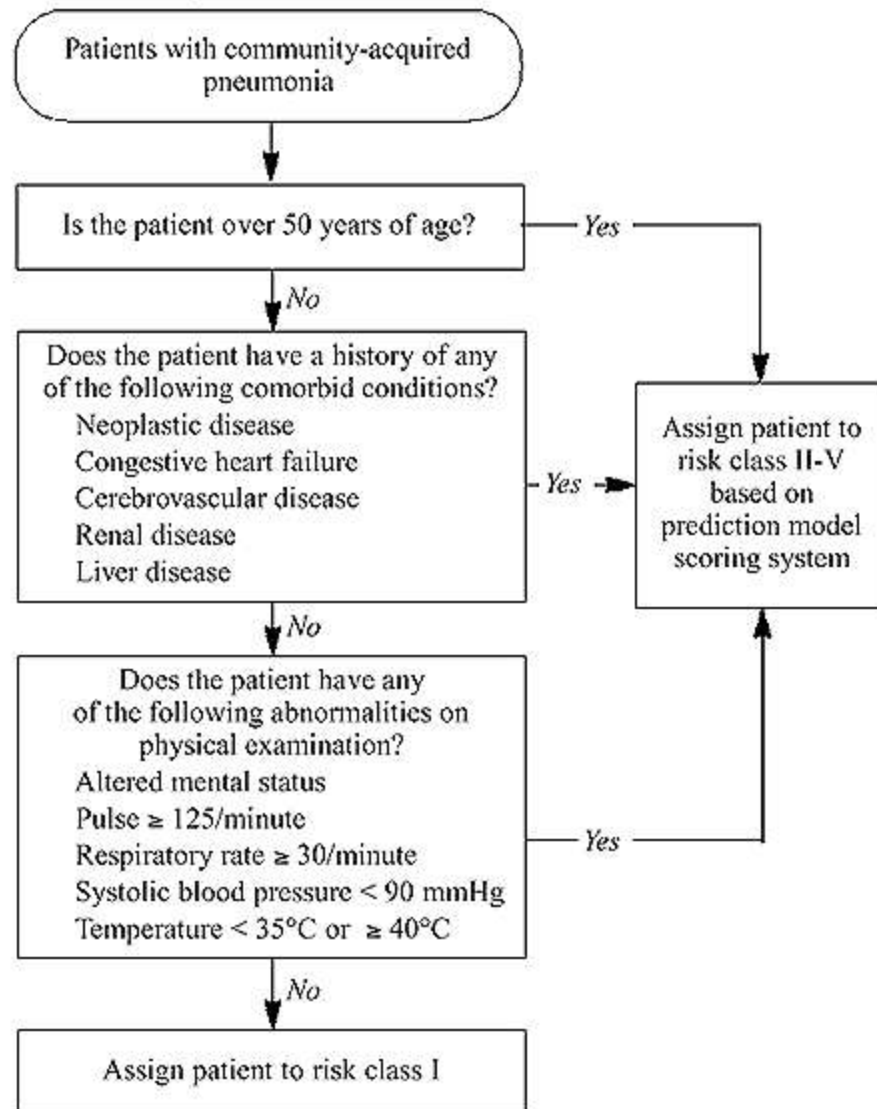 Patients with community-acquired
pneumonia
Is the patient over 50 years of age?
Yes
No
Does the patient have a history of any
of the following comorbid conditions?
Neoplastic disease
Congestive heart failure
Cerebrovascular disease
Renal disease
Liver disease
Yes
Assign patient to
risk class II-V
based on
prediction model
scoring system
No
Does the patient have any
of the following abnormalities on
physical examination?
Altered mental status
Pulse ≥ 125/minute
Respiratory rate ≥ 30/minute
Systolic blood pressure < 90 mmHg
Temperature < 35°C or ≥ 40°C
Yes
No
Assign patient to risk class I